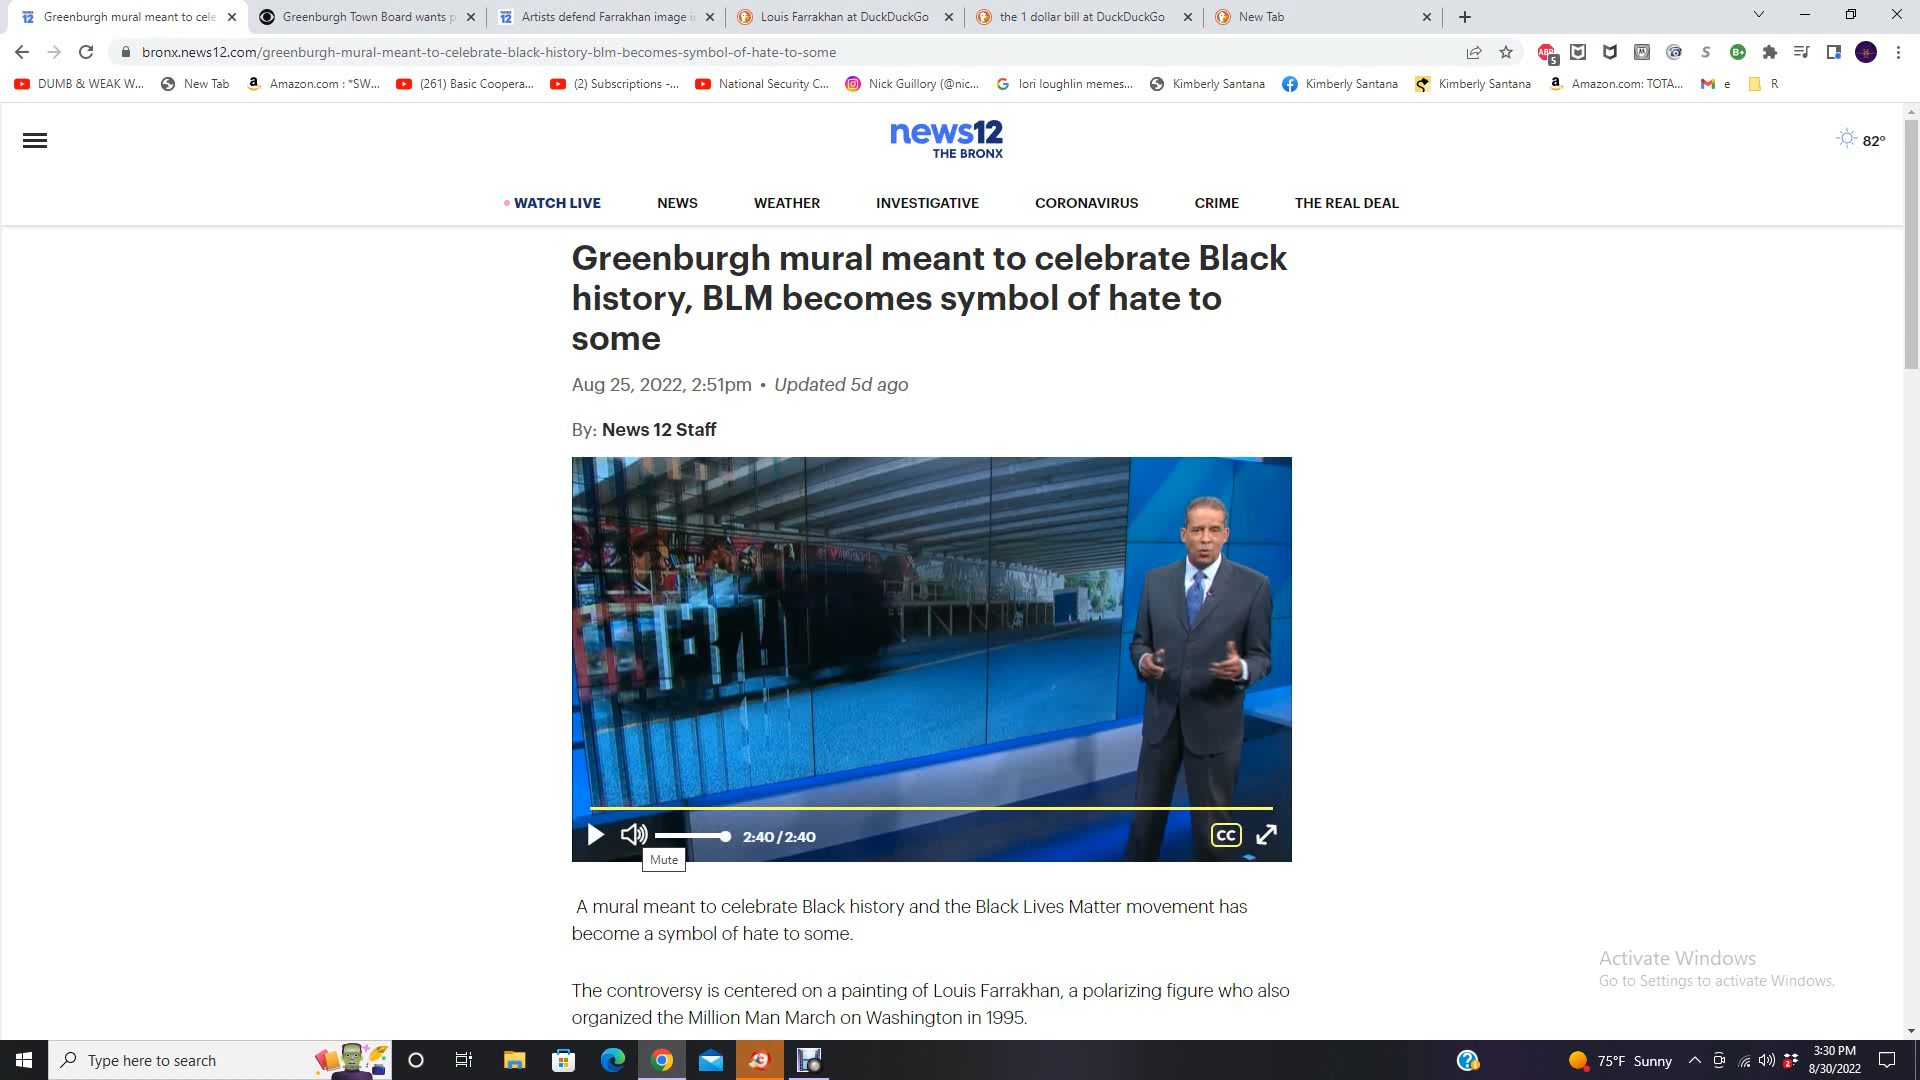 Greenburgh mural meant to cele
Greenburgh Town Board wants p
Artists defend Farrakhan image i
Louis Farrakhan at DuckDuckGo
the 1 dollar bill at DuckDuckGo
New Tab
bronx.news12.com/greenburgh-mural-meant-to-celebrate-black-history-blm-becomes-symbol-of-hate-to-some
DUMB & WEAK W...
New Tab
Amazon.com : *SW...
(261) Basic Coopera...
(2) Subscriptions -...
National Security C...
Nick Guillory (@nic...
lori loughlin memes...
Kimberly Santana
Kimberly Santana
Kimberly Santana
Amazon.com: TOTA...
e
R
news12
THE BRONX
82°
WATCH LIVE
NEWS
WEATHER
INVESTIGATIVE
CORONAVIRUS
CRIME
THE REAL DEAL
Greenburgh mural meant to celebrate Black
history, BLM becomes symbol of hate to
some
Aug 25, 2022, 2:51pm • Updated 5d ago
By: News 12 Staff
2:40 / 2:40
CC
Mute
A mural meant to celebrate Black history and the Black Lives Matter movement has
become a symbol of hate to some.
The controversy is centered on a painting of Louis Farrakhan, a polarizing figure who also
organized the Million Man March on Washington in 1995.
Activate Windows
Go to Settings to activate Windows.
Type here to search
75°F Sunny
3:30 PM
8/30/2022